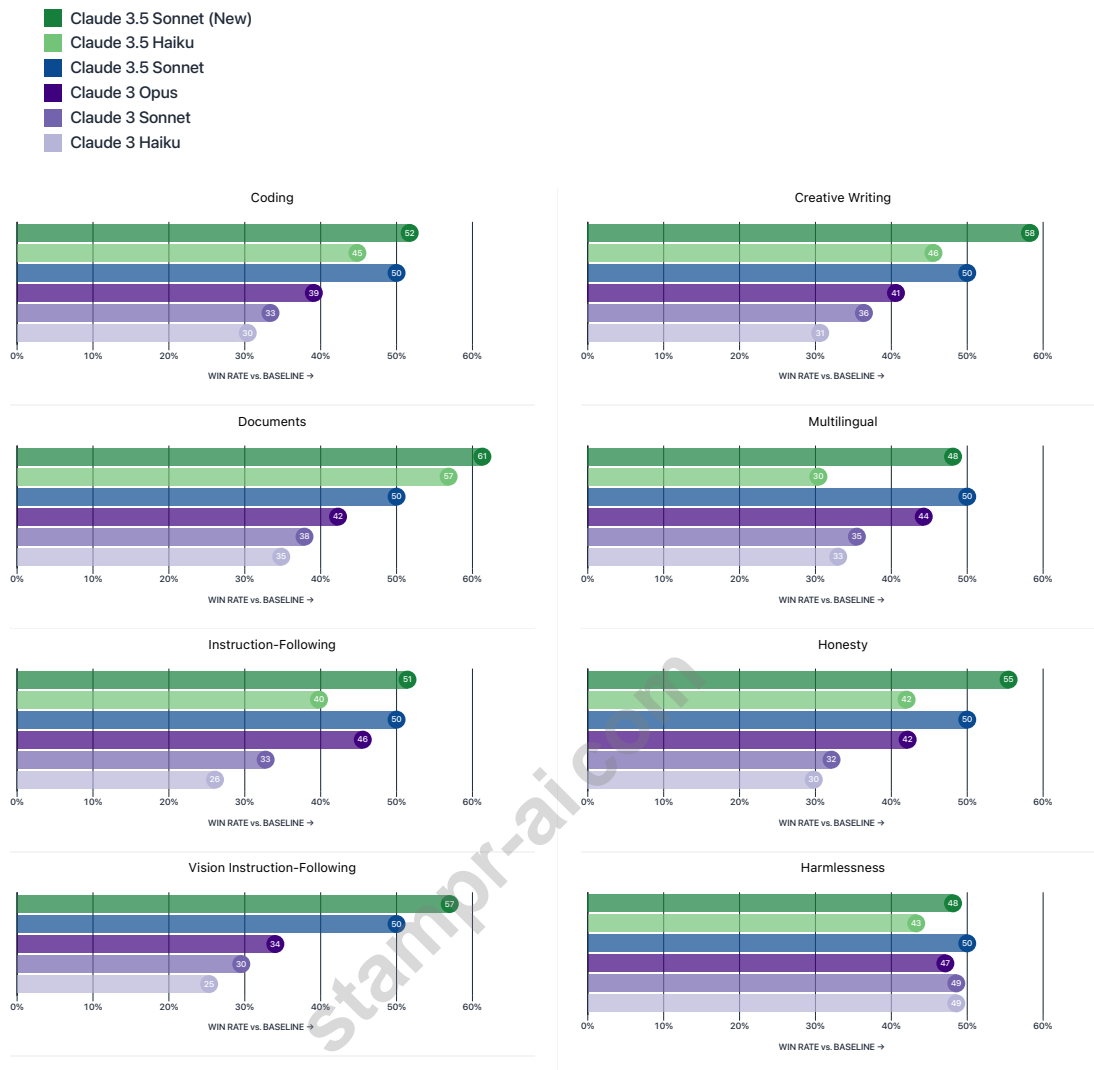 Claude 3.5 Sonnet (New)
Claude 3.5 Haiku
Claude 3.5 Sonnet
Claude 3 Opus
Claude 3 Sonnet
Claude 3 Haiku
Coding
52
45
50
39
33
30
0% 10% 20% 30% 40% 50% 60%
WIN RATE vs. BASELINE →
Creative Writing
58
46
50
41
36
31
0% 10% 20% 30% 40% 50% 60%
WIN RATE vs. BASELINE →
Documents
61
57
50
42
38
35
0% 10% 20% 30% 40% 50% 60%
WIN RATE vs. BASELINE →
Multilingual
48
30
50
44
35
33
0% 10% 20% 30% 40% 50% 60%
WIN RATE vs. BASELINE →
Instruction-Following
51
40
50
46
33
26
0% 10% 20% 30% 40% 50% 60%
WIN RATE vs. BASELINE →
Honesty
55
42
50
42
32
30
0% 10% 20% 30% 40% 50% 60%
WIN RATE vs. BASELINE →
Vision Instruction-Following
57
50
34
30
25
0% 10% 20% 30% 40% 50% 60%
WIN RATE vs. BASELINE →
Harmlessness
48
43
50
47
49
49
0% 10% 20% 30% 40% 50% 60%
WIN RATE vs. BASELINE →
stampr-ai.com